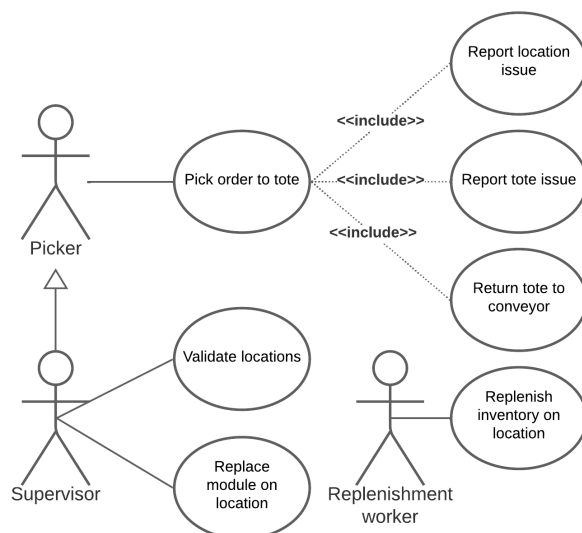 Report location
issue
<<include>>
Pick order to tote
<<include>>
Report tote issue
Picker
<<include>>
Return tote to
conveyor
Validate locations
Replenish
inventory on
location
Supervisor
Replace
module on
location
Replenishment
worker